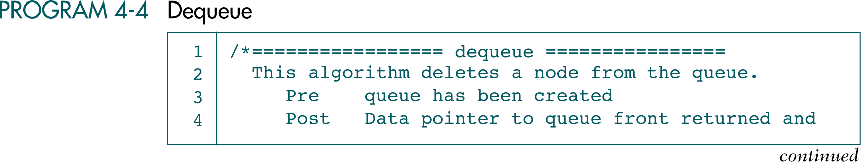 PROGRAM 4-4 Dequeue
1 /*================= dequeue ================
2 This algorithm deletes a node from the queue.
3 Pre queue has been created
4 Post Data pointer to queue front returned and
continued